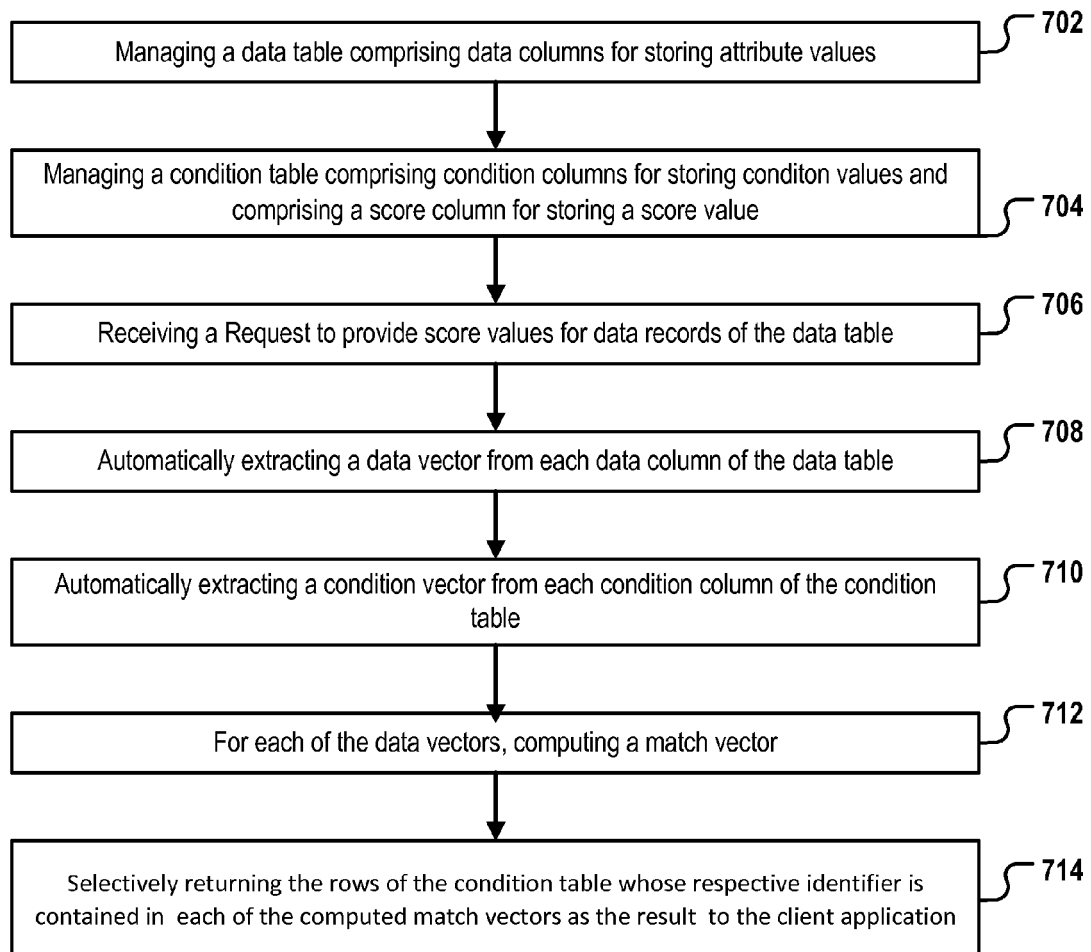 702
Managing a data table comprising data columns for storing attribute values
Managing a condition table comprising condition columns for storing conditon values and
comprising a score column for storing a score value
704
706
Receiving a Request to provide score values for data records of the data table
708
Automatically extracting a data vector from each data column of the data table
710
Automatically extracting a condition vector from each condition column of the condition
table
712
For each of the data vectors, computing a match vector
714
Selectively returning the rows of the condition table whose respective identifier is
contained in each of the computed match vectors as the result to the client application